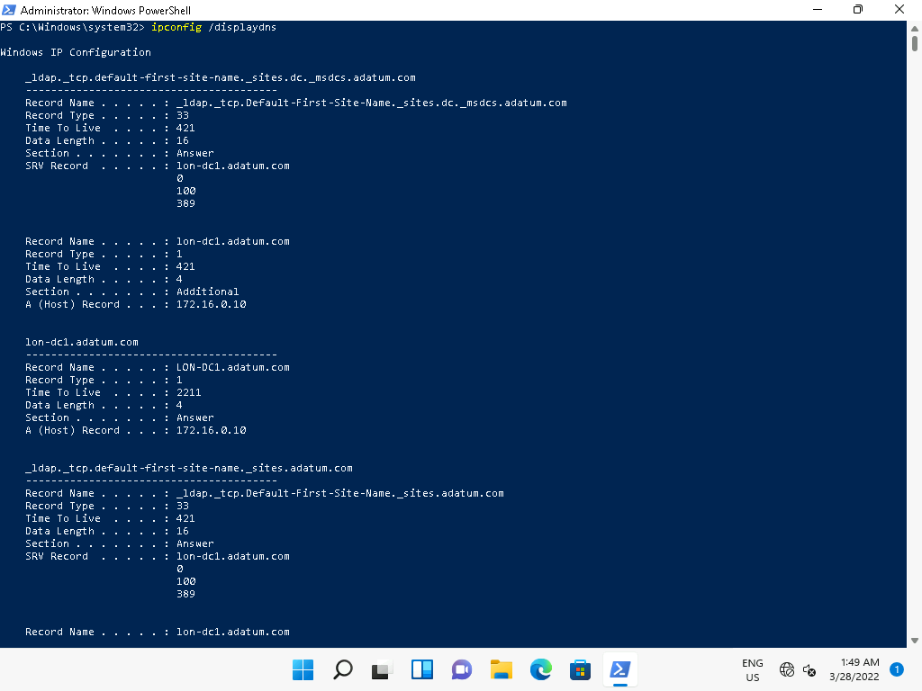 Administrator: Windows PowerShell
PS C:\Windows\system32> ipconfig /displaydns
Windows IP Configuration
_ldap._tcp.default-first-site-name._sites.dc._msdcs.adatum.com
----------------------------------------
Record Name . . . . . : _ldap._tcp.Default-First-Site-Name._sites.dc._msdcs.adatum.com
Record Type . . . . . : 33
Time To Live  . . . . : 421
Data Length . . . . . : 16
Section . . . . . . . : Answer
SRV Record  . . . . . : lon-dc1.adatum.com
0
100
389
Record Name . . . . . : lon-dc1.adatum.com
Record Type . . . . . : 1
Time To Live  . . . . : 421
Data Length . . . . . : 4
Section . . . . . . . : Additional
A (Host) Record . . . : 172.16.0.10
lon-dc1.adatum.com
----------------------------------------
Record Name . . . . . : LON-DC1.adatum.com
Record Type . . . . . : 1
Time To Live  . . . . : 2211
Data Length . . . . . : 4
Section . . . . . . . : Answer
A (Host) Record . . . : 172.16.0.10
_ldap._tcp.default-first-site-name._sites.adatum.com
----------------------------------------
Record Name . . . . . : _ldap._tcp.Default-First-Site-Name._sites.adatum.com
Record Type . . . . . : 33
Time To Live  . . . . : 421
Data Length . . . . . : 16
Section . . . . . . . : Answer
SRV Record  . . . . . : lon-dc1.adatum.com
0
100
389
Record Name . . . . . : lon-dc1.adatum.com
ENG
US
1:49 AM
3/28/2022
1